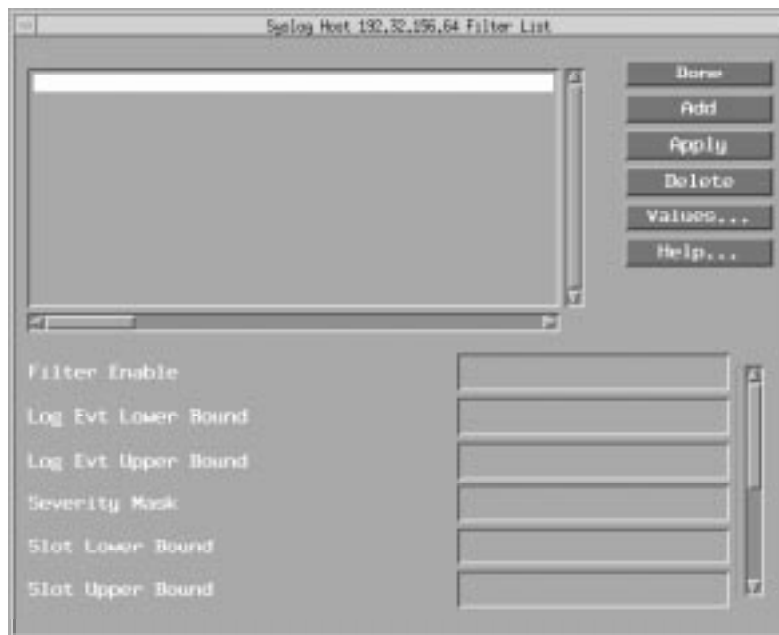 Syslog Host 192.32.156.64 Filter List
Done
Add
Apply
Delete
Values...
Help...
Filter Enable
Log Evt Lower Bound
Log Evt Upper Bound
Severity Mask
Slot Lower Bound
Slot Upper Bound